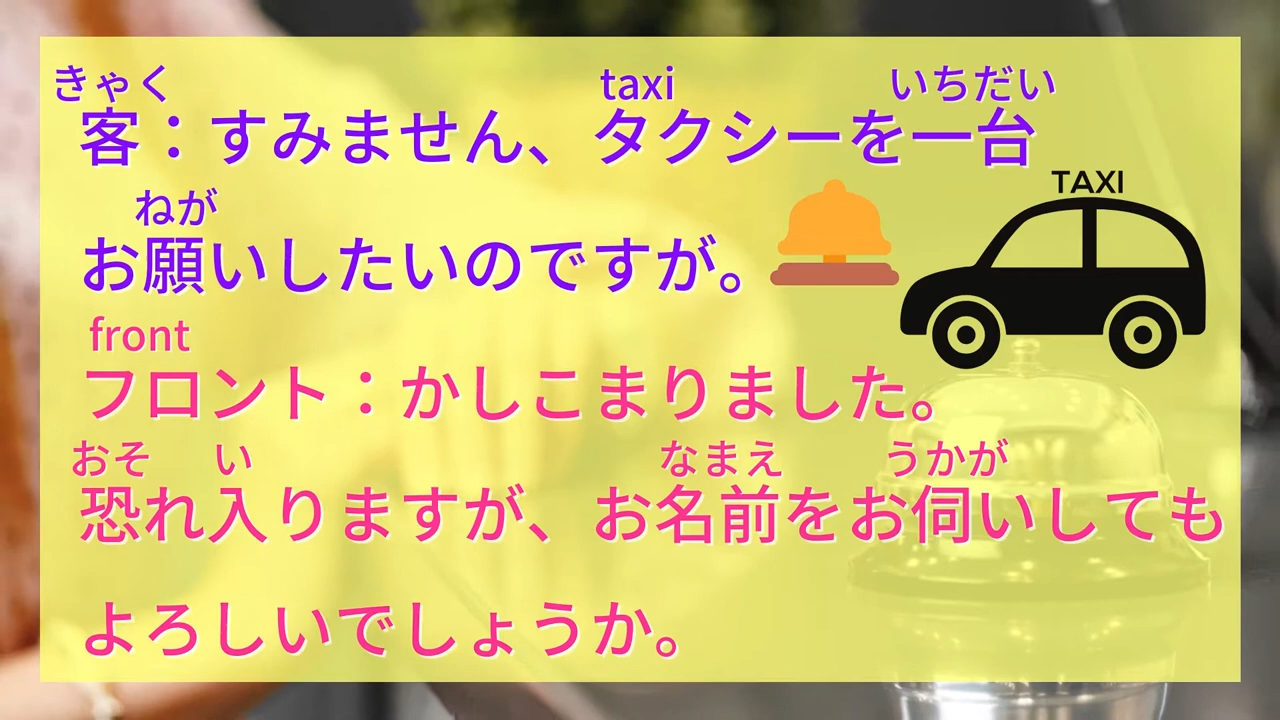 きゃく taxi いちだい
客：すみません、タクシーを一台
TAXI
ねが
お願いしたいのですが。
front
フロント：かしこまりました。
おそ い なまえ うかが
恐れ入りますが、お名前をお伺いしても
よろしいでしょうか。